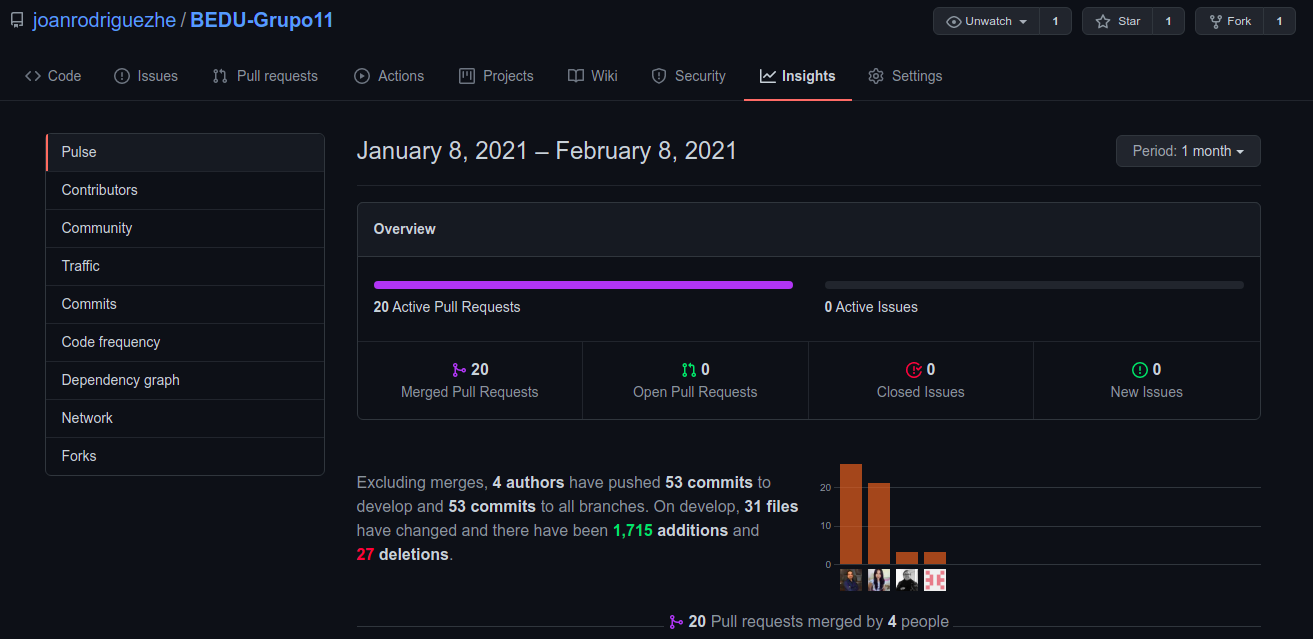 joanrodriguezhe / BEDU-Grupo11
Unwatch 1 Star 1 Fork 1
Code Issues Pull requests Actions Projects Wiki Security Insights Settings
Pulse
Contributors
Community
Traffic
Commits
Code frequency
Dependency graph
Network
Forks
January 8, 2021 – February 8, 2021
Period: 1 month
Overview
20 Active Pull Requests
0 Active Issues
20
Merged Pull Requests
0
Open Pull Requests
0
Closed Issues
0
New Issues
Excluding merges, 4 authors have pushed 53 commits to
develop and 53 commits to all branches. On develop, 31 files
have changed and there have been 1,715 additions and
27 deletions.
20
10
0
20 Pull requests merged by 4 people